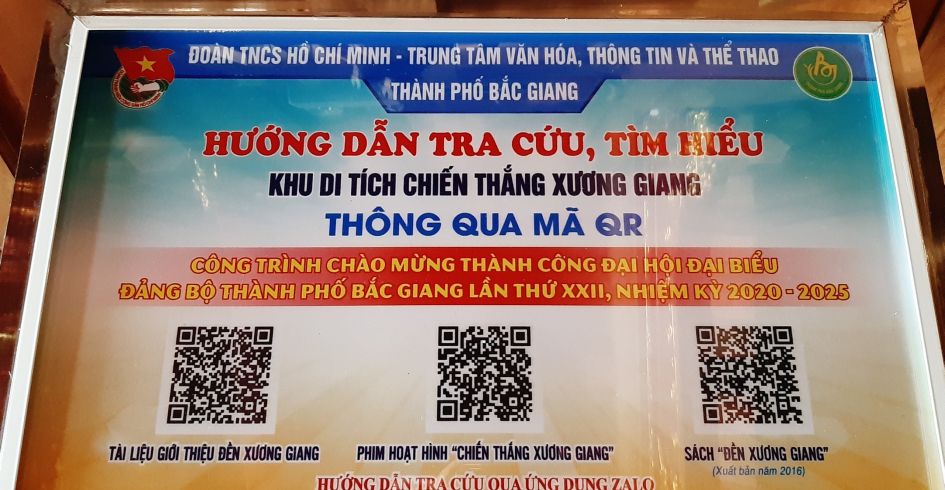 ĐOÀN TNCS HỒ CHÍ MINH - TRUNG TÂM VĂN HÓA, THÔNG TIN VÀ THỂ THAO
THÀNH PHỐ BẮC GIANG
HƯỚNG DẪN TRA CỨU, TÌM HIỂU
KHU DI TÍCH CHIẾN THẮNG XƯƠNG GIANG
THÔNG QUA MÃ QR
CÔNG TRÌNH CHÀO MỪNG THÀNH CÔNG ĐẠI HỘI ĐẠI BIỂU
ĐẢNG BỘ THÀNH PHỐ BẮC GIANG LẦN THỨ XXII, NHIỆM KỲ 2020 - 2025
TÀI LIỆU GIỚI THIỆU ĐỀN XƯƠNG GIANG
PHIM HOẠT HÌNH "CHIẾN THẮNG XƯƠNG GIANG"
SÁCH "ĐỀN XƯƠNG GIANG"
(Xuất bản năm 2016)
HƯỚNG DẪN TRA CỨU QUA ỨNG DỤNG ZALO